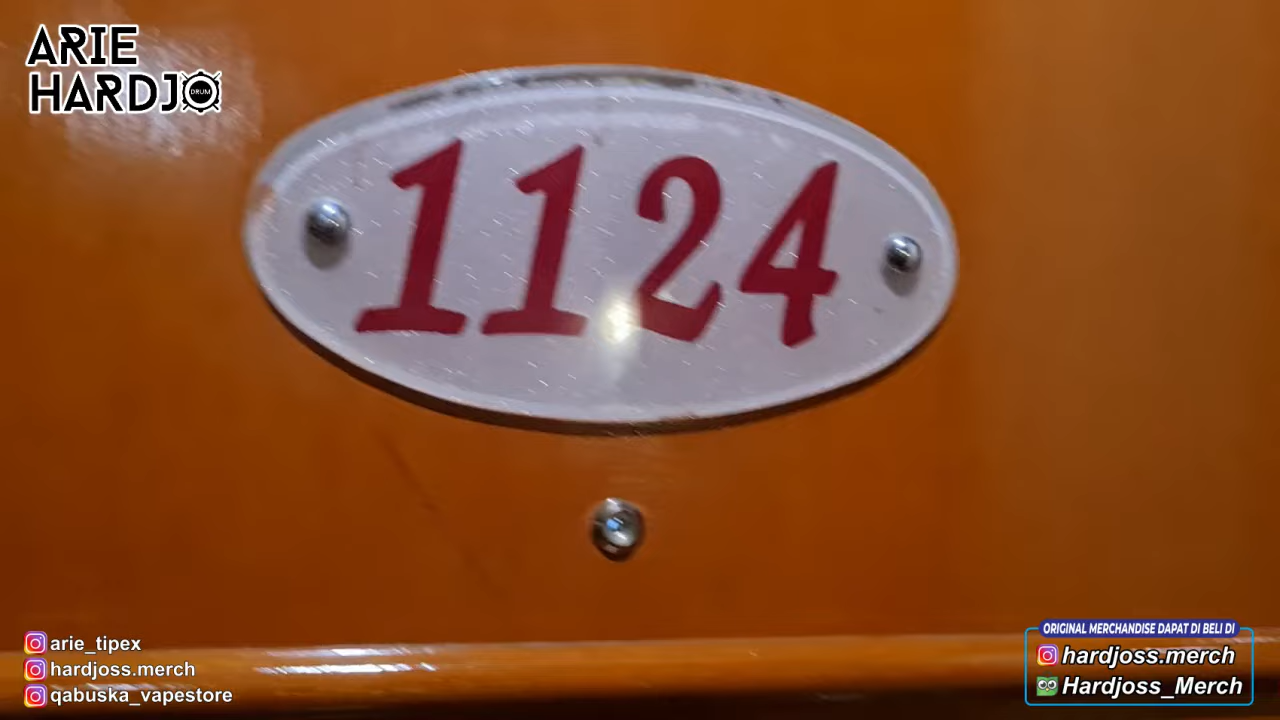 ARIE
HARDJO
DRUM
1124
arie_tipex
hardjoss.merch
qabuska_vapestore
ORIGINAL MERCHANDISE DAPAT DI BELI DI
hardjoss.merch
Hardjoss_Merch